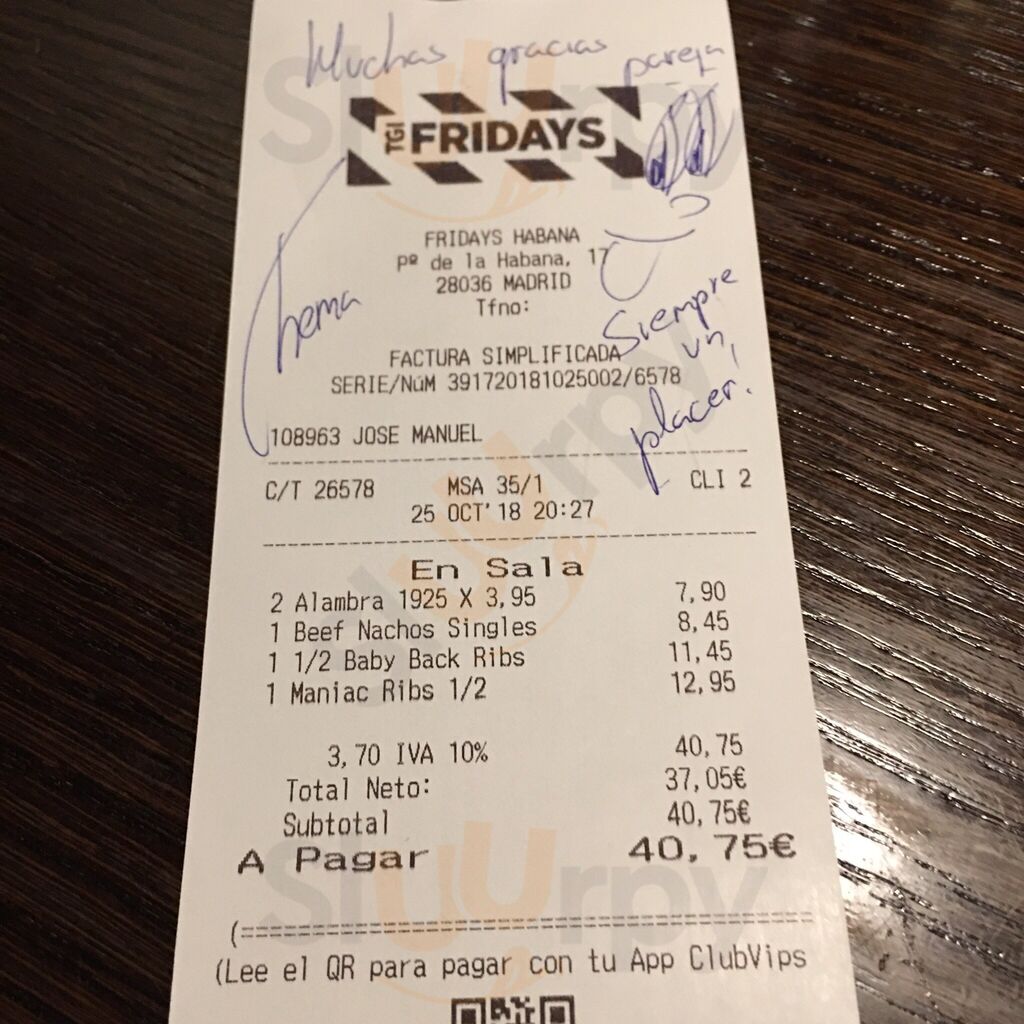 Muchas gracias pareja
TGI FRIDAYS
FRIDAYS HABANA
Pº de la Habana, 17
28036 MADRID
Tfno:
Chema
Siempre
un
placer!
FACTURA SIMPLIFICADA
SERIE/NúM 391720181025002/6578
108963 JOSE MANUEL
C/T 26578 MSA 35/1 CLI 2
25 OCT'18 20:27
En Sala
2 Alambra 1925 X 3,95 7,90
1 Beef Nachos Singles 8,45
1 1/2 Baby Back Ribs 11,45
1 Maniac Ribs 1/2 12,95
3,70 IVA 10% 40,75
Total Neto: 37,05€
Subtotal 40,75€
A Pagar 40,75€
(==========================================
(Lee el QR para pagar con tu App ClubVips
Sluurpy
Sluurpy
Sluurpy